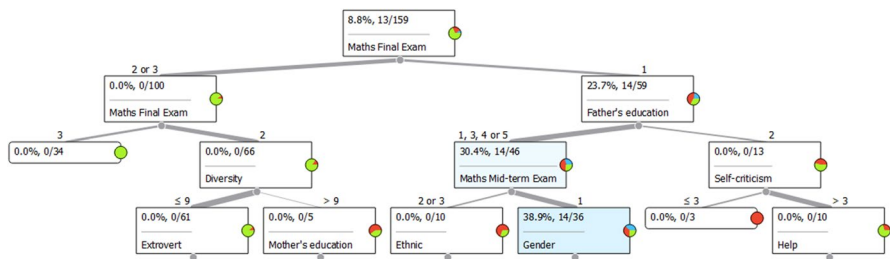 8.8%, 13/159
Maths Final Exam
2 or 3
1
0.0%, 0/100
Maths Final Exam
23.7%, 14/59
Father's education
3
2
1, 3, 4 or 5
2
0.0%, 0/34
0.0%, 0/66
Diversity
30.4%, 14/46
Maths Mid-term Exam
0.0%, 0/13
Self-criticism
≤ 9
> 9
2 or 3
1
≤ 3
> 3
0.0%, 0/61
Extrovert
0.0%, 0/5
Mother's education
0.0%, 0/10
Ethnic
38.9%, 14/36
Gender
0.0%, 0/3
0.0%, 0/10
Help